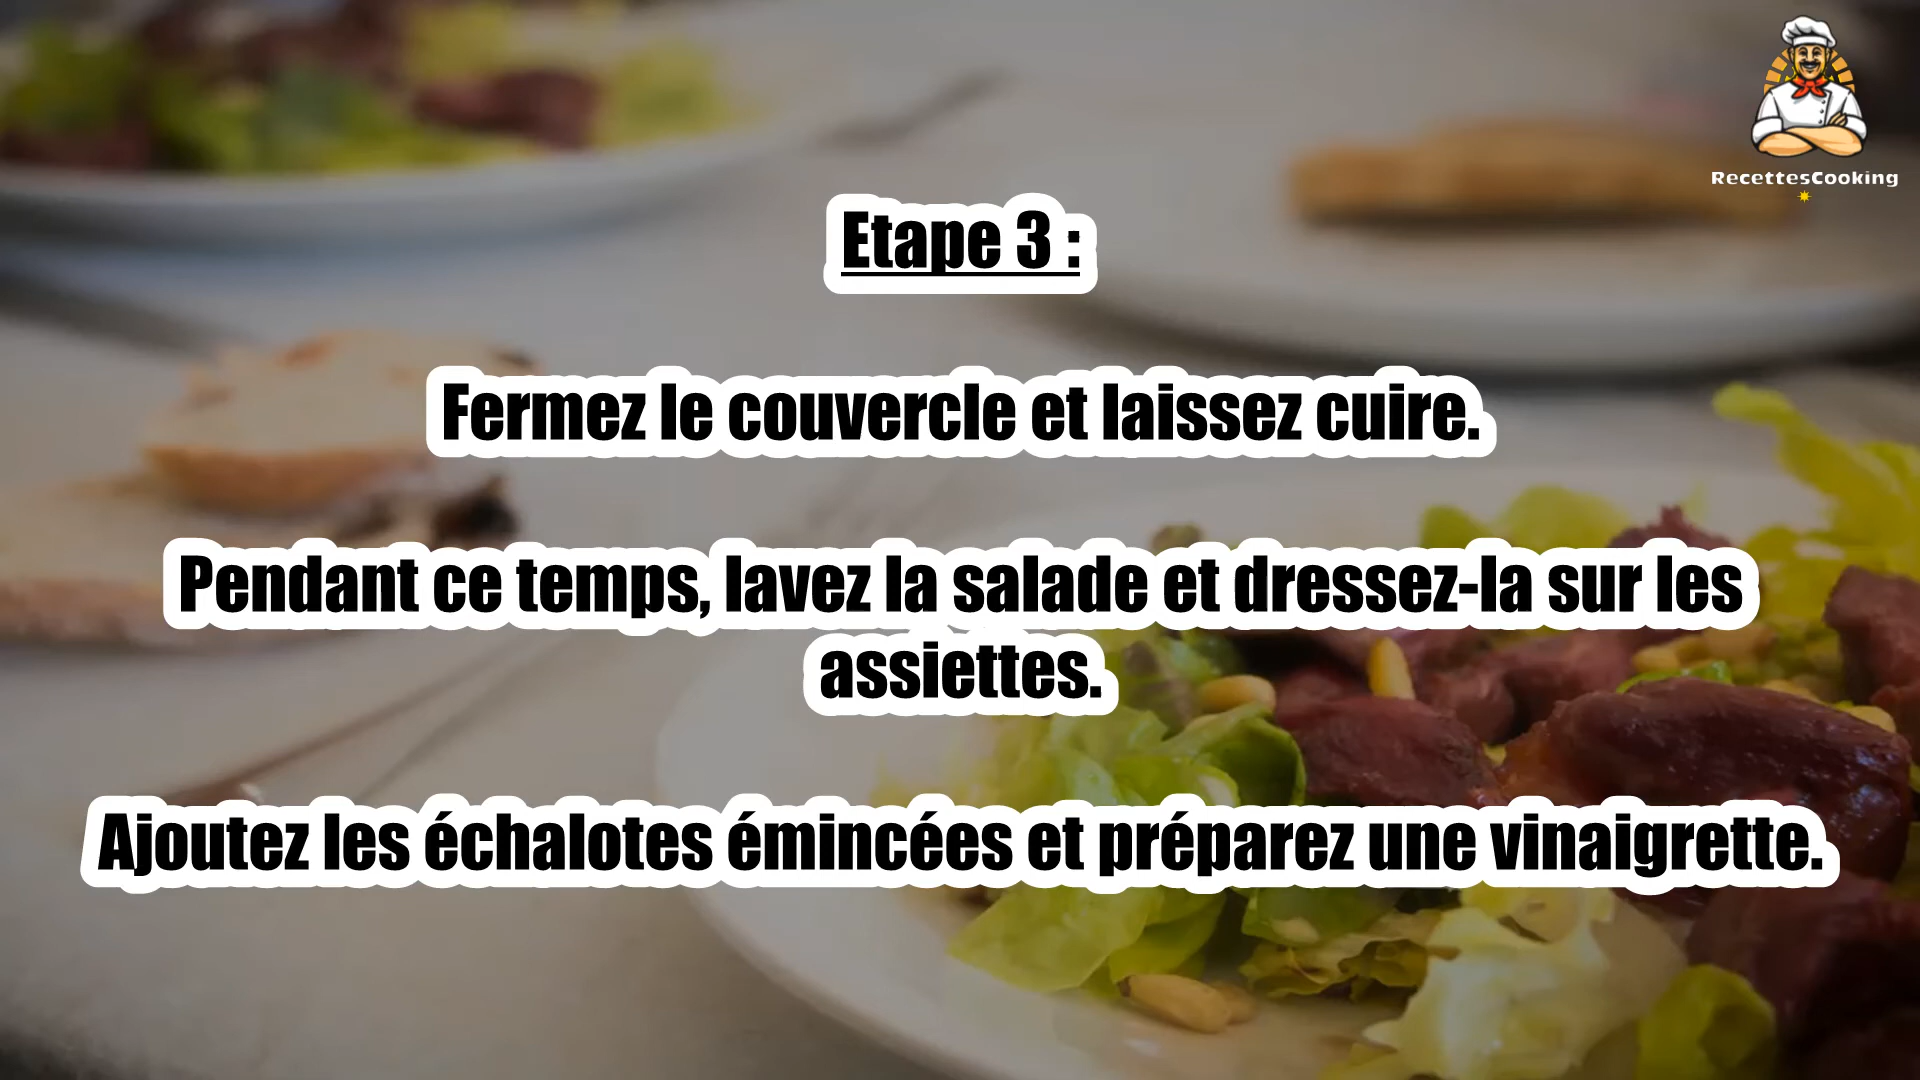 RecettesCooking
Etape 3 :
Fermez le couvercle et laissez cuire.
Pendant ce temps, lavez la salade et dressez-la sur les
assiettes.
Ajoutez les échalotes émincées et préparez une vinaigrette.